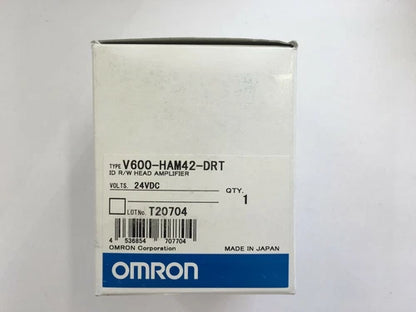 TYPE V600-HAM42-DRT
ID R/W HEAD AMPLIFIER
VOLTS. 24VDC
QTY.
1
LOT No. T20704
4 536854 707704
OMRON Corporation MADE IN JAPAN
OMRON